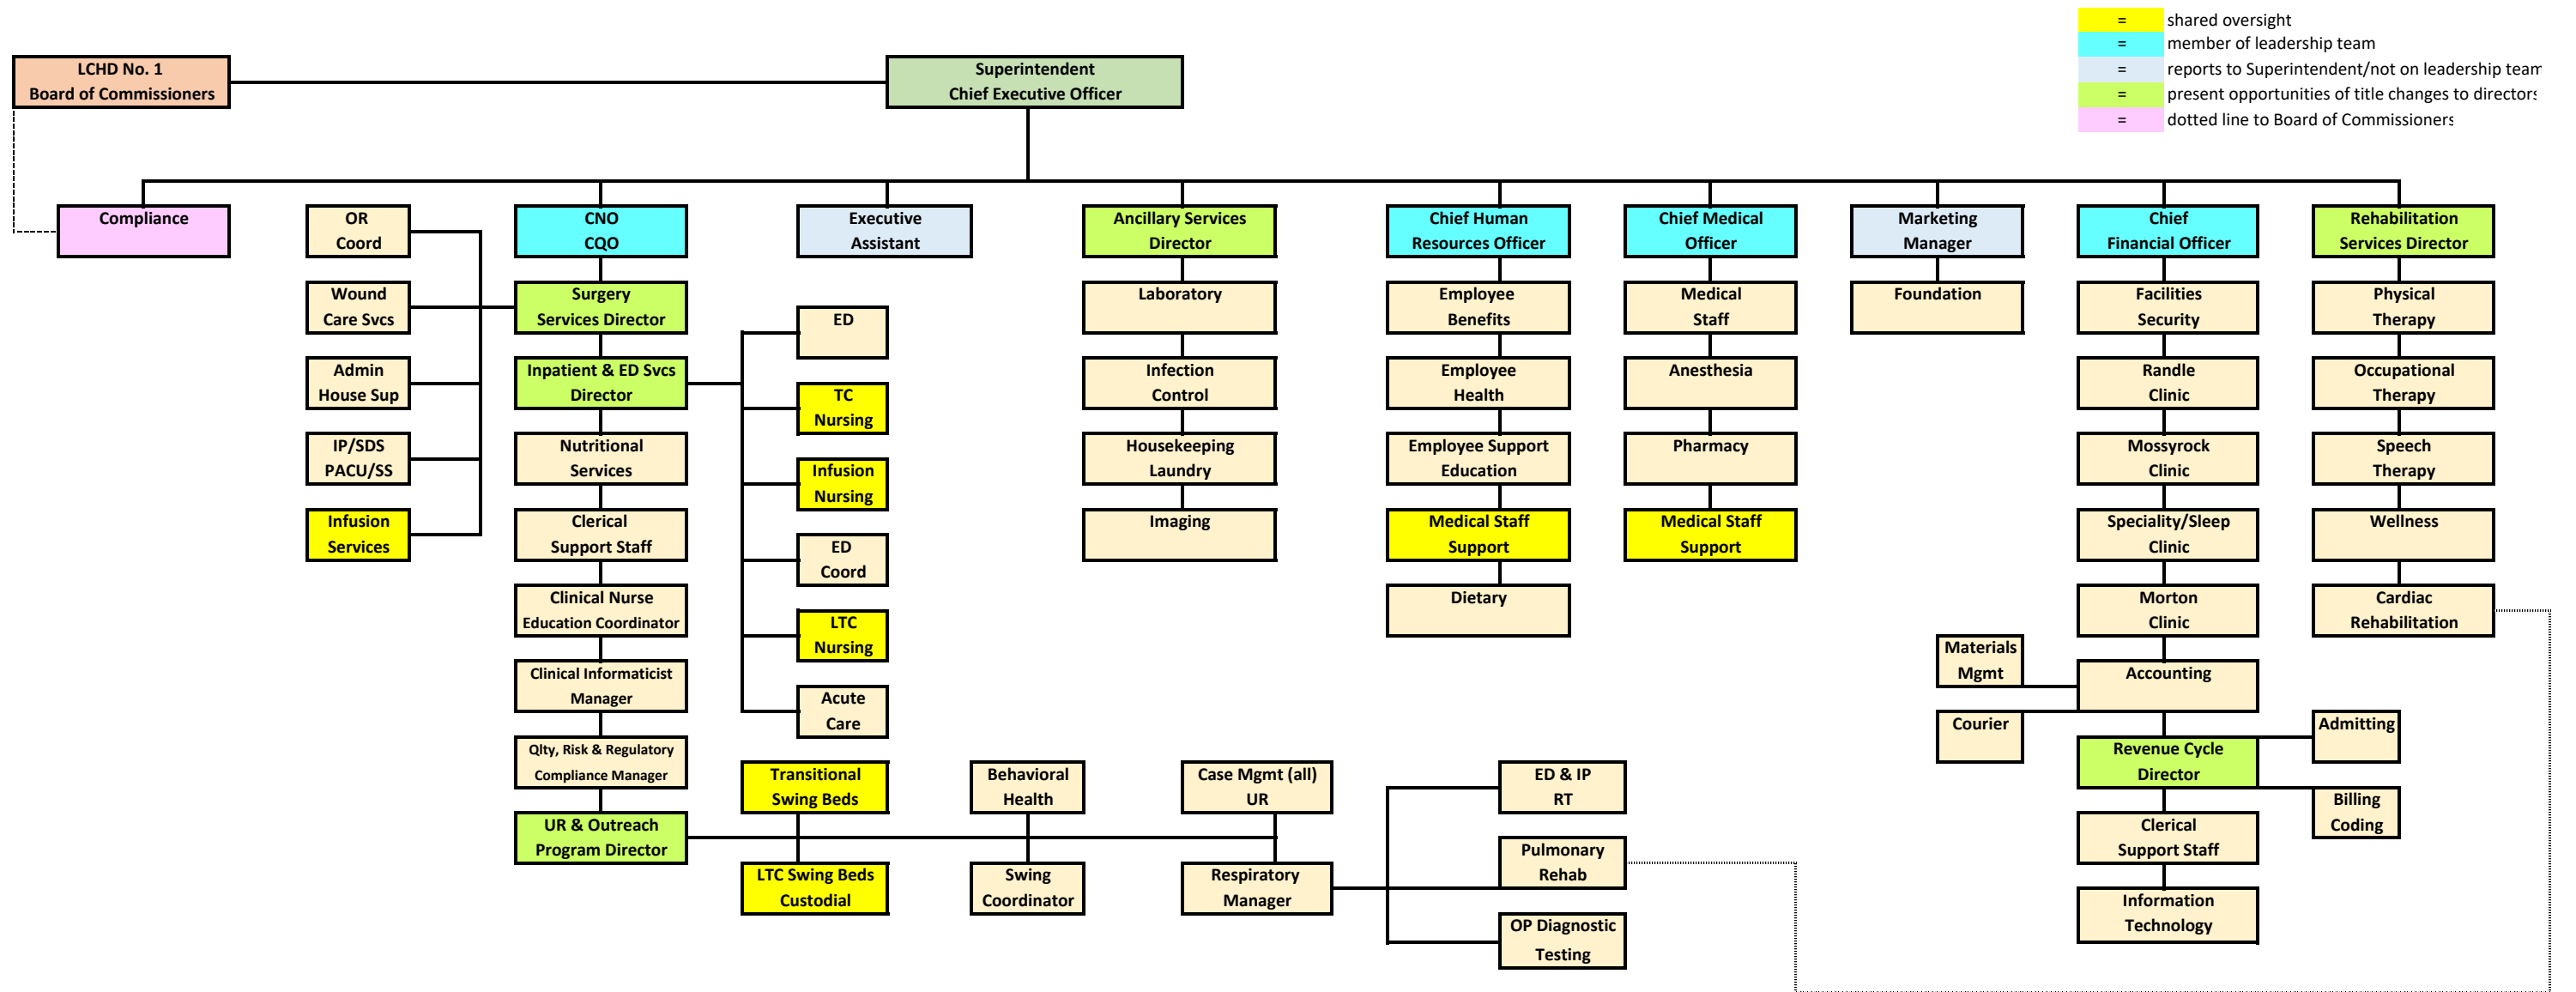 = shared oversight
= member of leadership team
= reports to Superintendent/not on leadership team
= present opportunities of title changes to directors
= dotted line to Board of Commissioners
LCHD No. 1
Board of Commissioners
Superintendent
Chief Executive Officer
Compliance
OR
Coord
CNO
CQO
Executive
Assistant
Ancillary Services
Director
Chief Human
Resources Officer
Chief Medical
Officer
Marketing
Manager
Chief
Financial Officer
Rehabilitation
Services Director
Wound
Care Svcs
Surgery
Services Director
ED
Laboratory
Employee
Benefits
Medical
Staff
Foundation
Facilities
Security
Physical
Therapy
Admin
House Sup
Inpatient & ED Svcs
Director
TC
Nursing
Infection
Control
Employee
Health
Anesthesia
Randle
Clinic
Occupational
Therapy
IP/SDS
PACU/SS
Nutritional
Services
Infusion
Nursing
Housekeeping
Laundry
Employee Support
Education
Pharmacy
Mossyrock
Clinic
Speech
Therapy
Infusion
Services
Clerical
Support Staff
ED
Coord
Imaging
Medical Staff
Support
Medical Staff
Support
Speciality/Sleep
Clinic
Wellness
Clinical Nurse
Education Coordinator
LTC
Nursing
Dietary
Morton
Clinic
Cardiac
Rehabilitation
Clinical Informaticist
Manager
Acute
Care
Materials
Mgmt
Accounting
Courier
Admitting
Qlty, Risk & Regulatory
Compliance Manager
Transitional
Swing Beds
Behavioral
Health
Case Mgmt (all)
UR
ED & IP
RT
Revenue Cycle
Director
Billing
Coding
UR & Outreach
Program Director
Pulmonary
Rehab
Clerical
Support Staff
LTC Swing Beds
Custodial
Swing
Coordinator
Respiratory
Manager
OP Diagnostic
Testing
Information
Technology